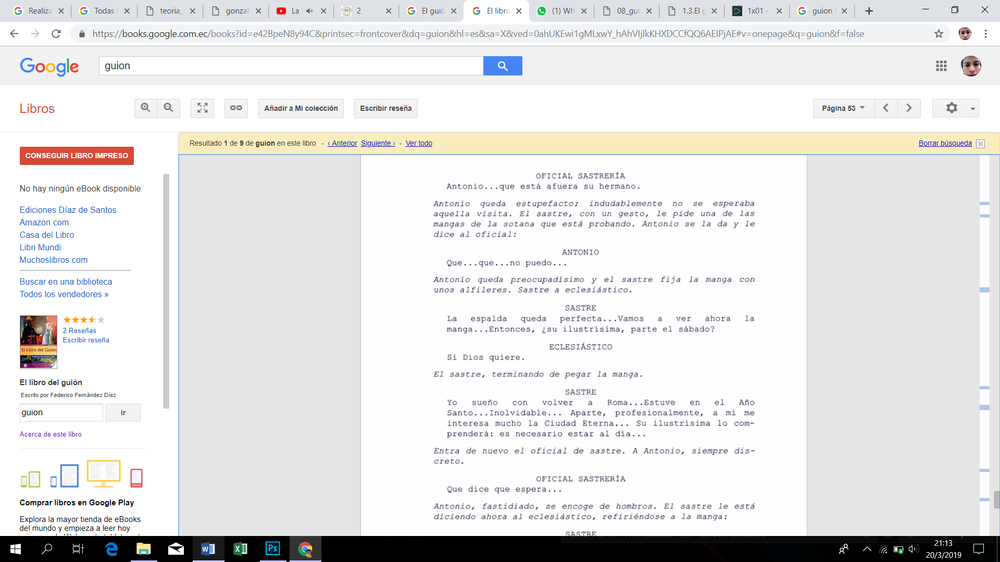 Realiza
Todas l
teoria_
gonzal
La
2
El guió
El libro
(1) Wh
08_gui
1.3.El g
1x01 -
guion
https://books.google.com.ec/books?id=e42BpeN8y94C&printsec=frontcover&dq=guion&hl=es&sa=X&ved=0ahUKEwi1gMLxwY_hAhVIjlkKHXDCCfQQ6AEIPjAE#v=onepage&q=guion&f=false
Google
guion
Libros
Añadir a Mi colección
Escribir reseña
Página 53
CONSEGUIR LIBRO IMPRESO
No hay ningún eBook disponible
Ediciones Díaz de Santos
Amazon.com
Casa del Libro
Libri Mundi
Muchoslibros.com
Buscar en una biblioteca
Todos los vendedores »
El Libro del Guión
Federico Fernández Díez
2 Reseñas
Escribir reseña
El libro del guión
Escrito por Federico Fernández Díez
guion
Ir
Acerca de este libro
Comprar libros en Google Play
Explora la mayor tienda de eBooks
del mundo y empieza a leer hoy
Resultado 1 de 9 de guion en este libro - ‹ Anterior Siguiente › - Ver todo
Borrar búsqueda
OFICIAL SASTRERÍA
Antonio...que está afuera su hermano.
Antonio queda estupefacto; indudablemente no se esperaba
aquella visita. El sastre, con un gesto, le pide una de las
mangas de la sotana que está probando. Antonio se la da y le
dice al oficial:
ANTONIO
Que...que...no puedo...
Antonio queda preocupadísimo y el sastre fija la manga con
unos alfileres. Sastre a eclesiástico.
SASTRE
La espalda queda perfecta...Vamos a ver ahora la
manga...Entonces, ¿su ilustrísima, parte el sábado?
ECLESIÁSTICO
Si Dios quiere.
El sastre, terminando de pegar la manga.
SASTRE
Yo sueño con volver a Roma...Estuve en el Año
Santo...Inolvidable... Aparte, profesionalmente, a mí me
interesa mucho la Ciudad Eterna... Su ilustrísima lo com-
prenderá: es necesario estar al día...
Entra de nuevo el oficial de sastre. A Antonio, siempre dis-
creto.
OFICIAL SASTRERÍA
Que dice que espera...
Antonio, fastidiado, se encoge de hombros. El sastre le está
diciendo ahora al eclesiástico, refiriéndose a la manga:
SASTRE
21:13
20/3/2019